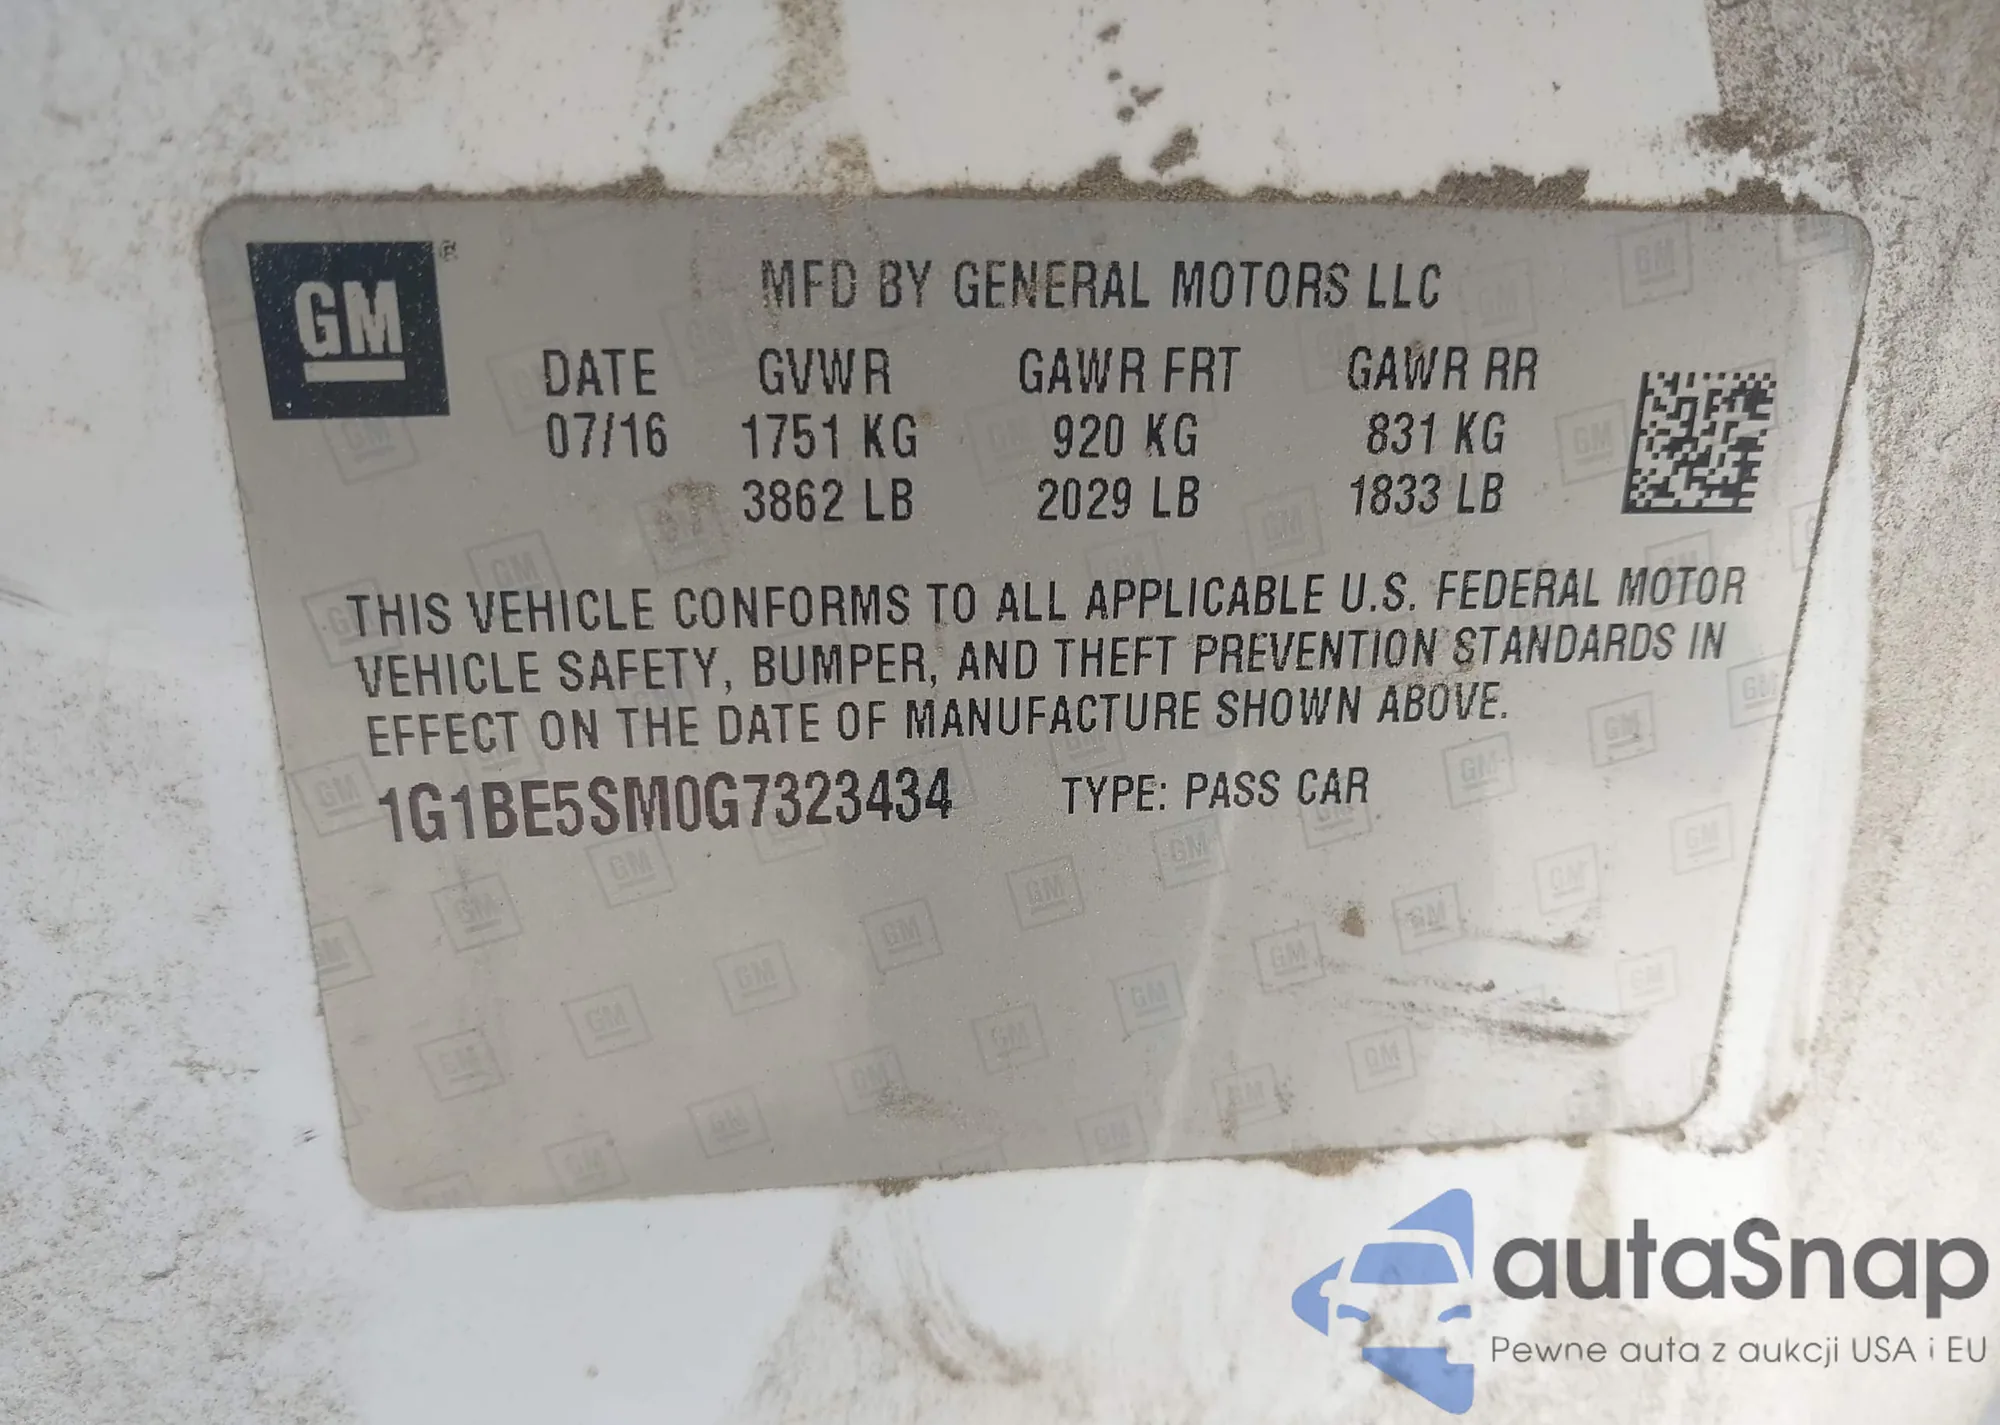 GM®
MFD BY GENERAL MOTORS LLC
DATE GVWR GAWR FRT GAWR RR
07/16 1751 KG 920 KG 831 KG
3862 LB 2029 LB 1833 LB
THIS VEHICLE CONFORMS TO ALL APPLICABLE U.S. FEDERAL MOTOR
VEHICLE SAFETY, BUMPER, AND THEFT PREVENTION STANDARDS IN
EFFECT ON THE DATE OF MANUFACTURE SHOWN ABOVE.
1G1BE5SM0G7323434 TYPE: PASS CAR
autaSnap
Pewne auta z aukcji USA i EU